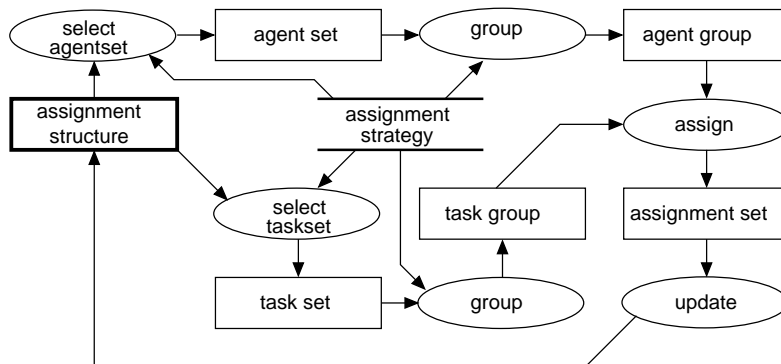 select
agentset
agent set
group
agent group
assignment
structure
assignment
strategy
assign
select
taskset
task group
assignment set
task set
group
update